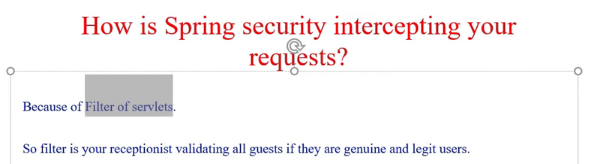 How is Spring security intercepting your
requests?
Because of Filter of servlets.
So filter is your receptionist validating all guests if they are genuine and legit users.